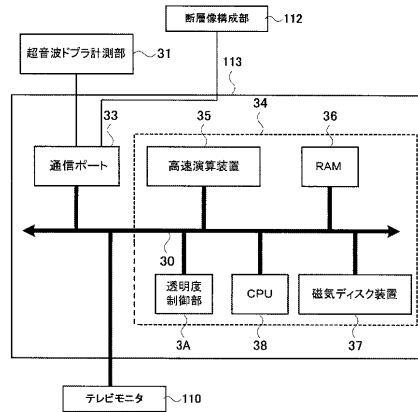 断層像構成部
112
超音波ドプラ計測部
31
113
33
34
35
36
通信ポート
高速演算装置
RAM
30
透明度
制御部
CPU
磁気ディスク装置
3A
38
37
テレビモニタ
110